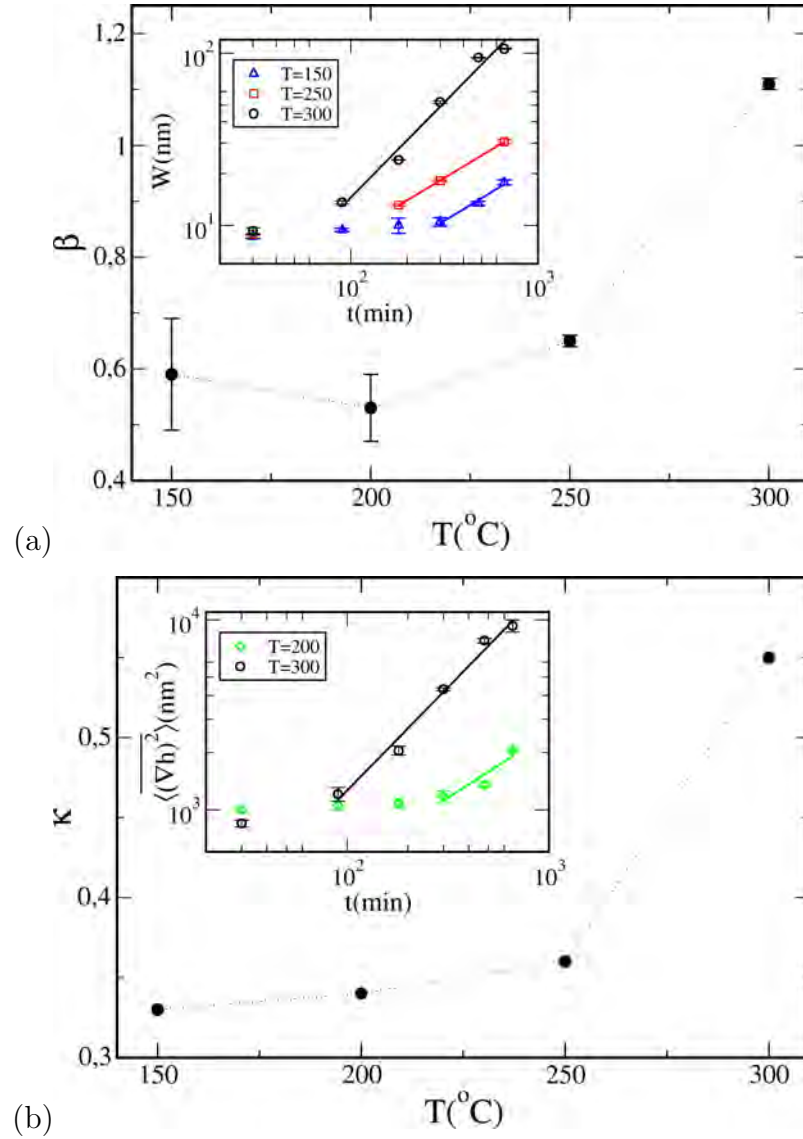 1,2
1
β
0,8
0,6
0,4
10²
W(nm)
10¹
T=150
T=250
T=300
10²
10³
t(min)
150
200
250
300
T(°C)
(a)
0,5
κ
0,4
0,3
10⁴
⟨(∇h)²⟩(nm²)
10³
T=200
T=300
10²
10³
t(min)
150
200
250
300
T(°C)
(b)